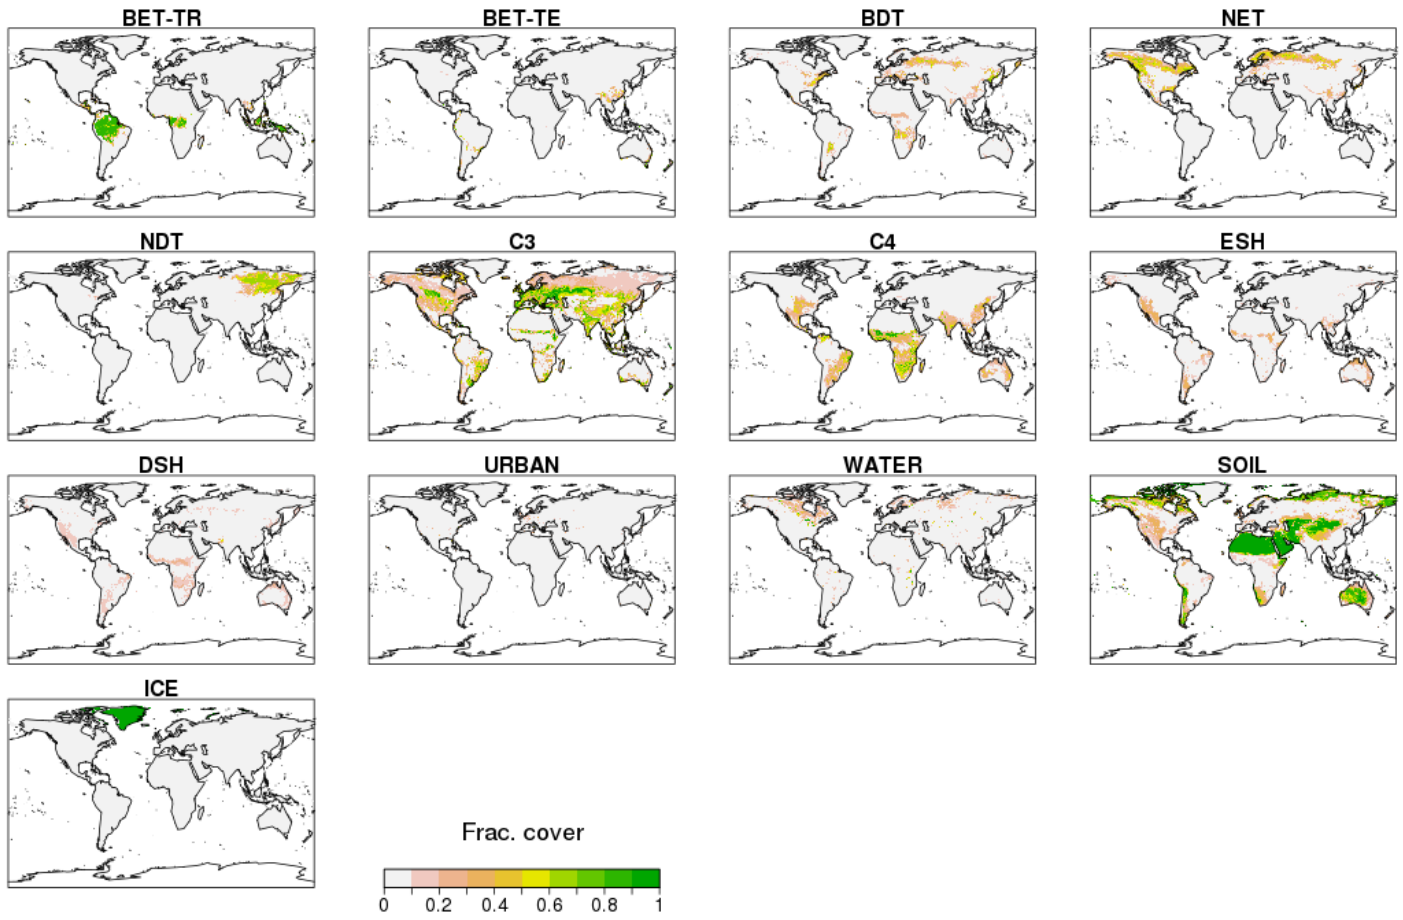 BET-TR BET-TE BDT NET
NDT C3 C4 ESH
DSH URBAN WATER SOIL
ICE
Frac. cover
0 0.2 0.4 0.6 0.8 1